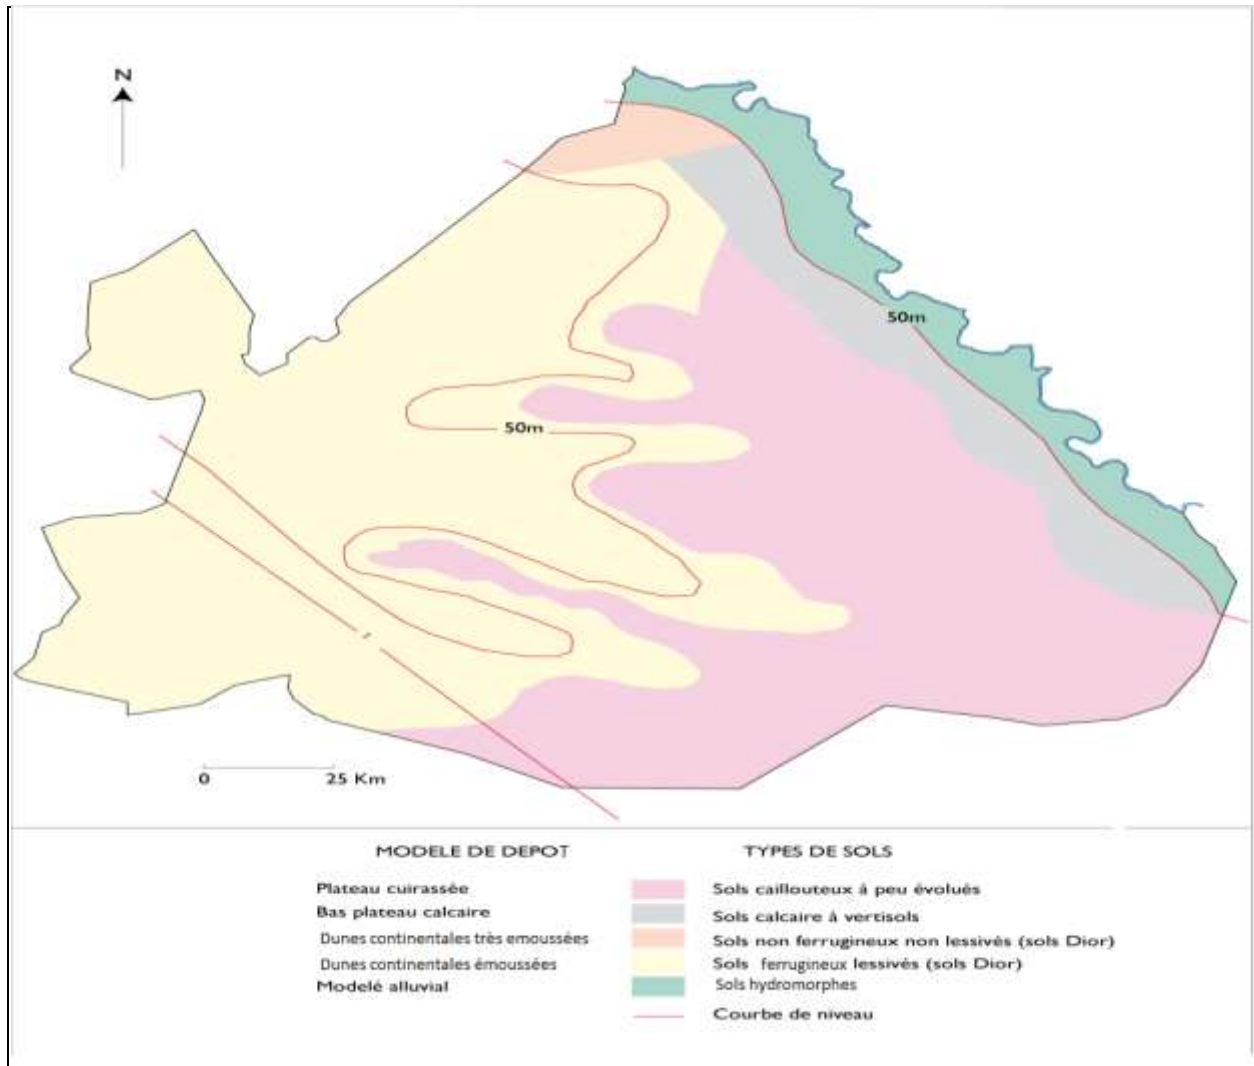 N
50m
50m
0 25 Km
MODELE DE DEPOT TYPES DE SOLS
Plateau cuirassée Sols caillouteux à peu évolués
Bas plateau calcaire Sols calcaire à vertisols
Dunes continentales très emoussées Sols non ferrugineux non lessivés (sols Dior)
Dunes continentales émoussées Sols ferrugineux lessivés (sols Dior)
Modelé alluvial Sols hydromorphes
Courbe de niveau